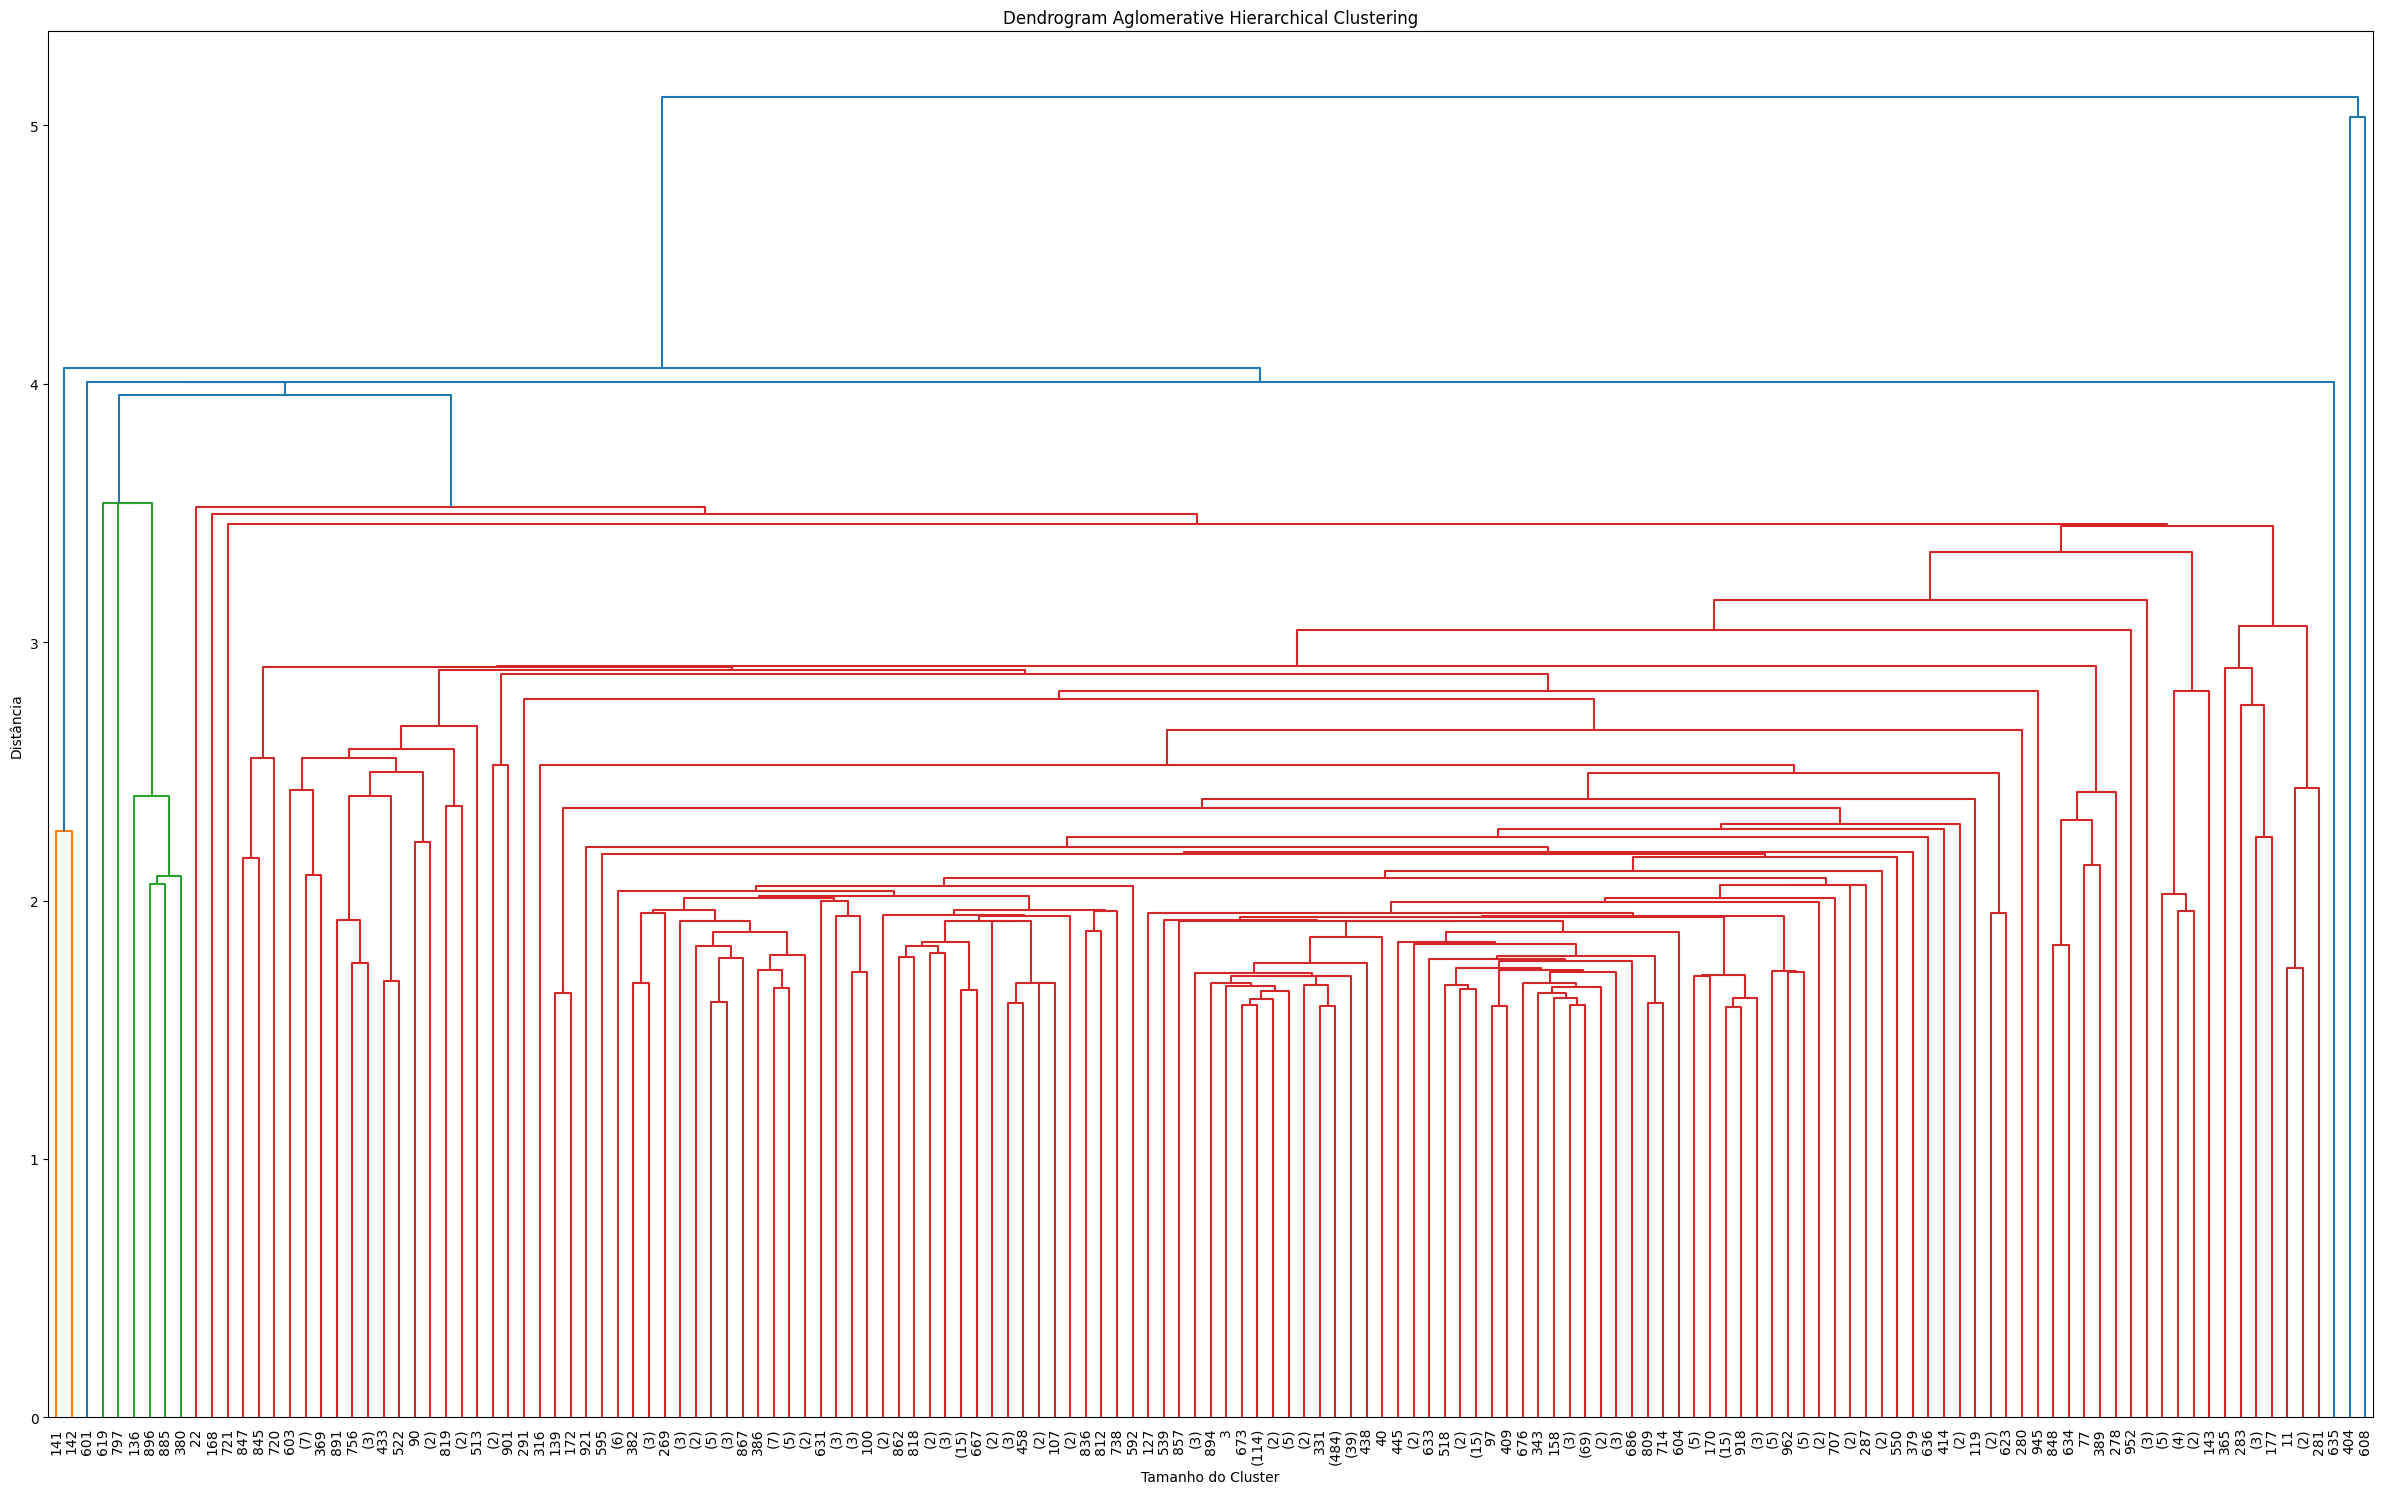 Dendrogram Aglomerative Hierarchical Clustering
5
4
3
2
1
0
Distância
141 142 601 619 797 136 896 885 380 22 168 721 847 845 720 603 (7) 369 891 756 (3) 433 522 90 (2) 819 (2) 513 (2) 901 291 316 139 172 921 595 (6) 382 (3) 269 (3) (2) (5) (3) 867 386 (7) (5) (2) 631 (3) (3) 100 (2) 862 818 (2) (3) (15) 667 (2) (3) 458 (2) 107 (2) 836 812 738 592 127 539 857 (3) 894 3 673 (114) (2) (5) (2) 331 (484) (39) 438 40 445 (2) 633 518 (2) (15) 97 409 676 343 158 (3) (69) (2) (3) 686 809 714 604 (5) 170 (15) 918 (3) (5) 962 (5) (2) 707 (2) 287 (2) 550 379 636 414 (2) 119 (2) 623 280 945 848 634 77 389 278 952 (3) (5) (4) (2) 143 365 283 (3) 177 11 (2) 281 635 404 608
Tamanho do Cluster